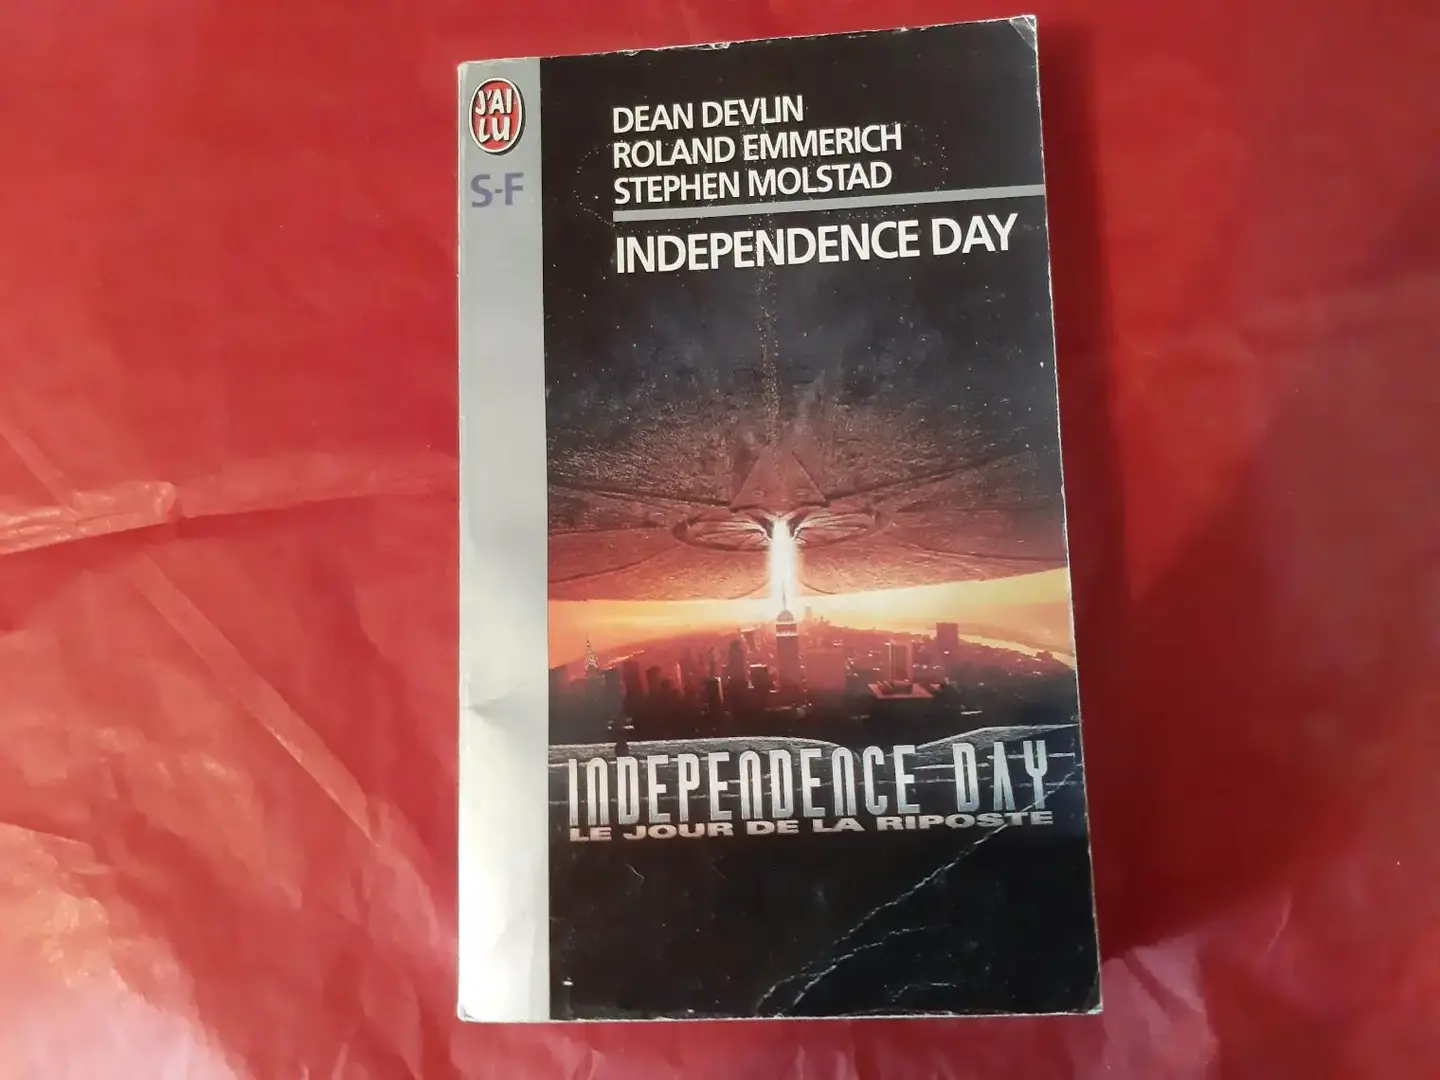 J'AI
LU
S-F
DEAN DEVLIN
ROLAND EMMERICH
STEPHEN MOLSTAD
INDEPENDENCE DAY
INDEPENDENCE DAY
LE JOUR DE LA RIPOSTE